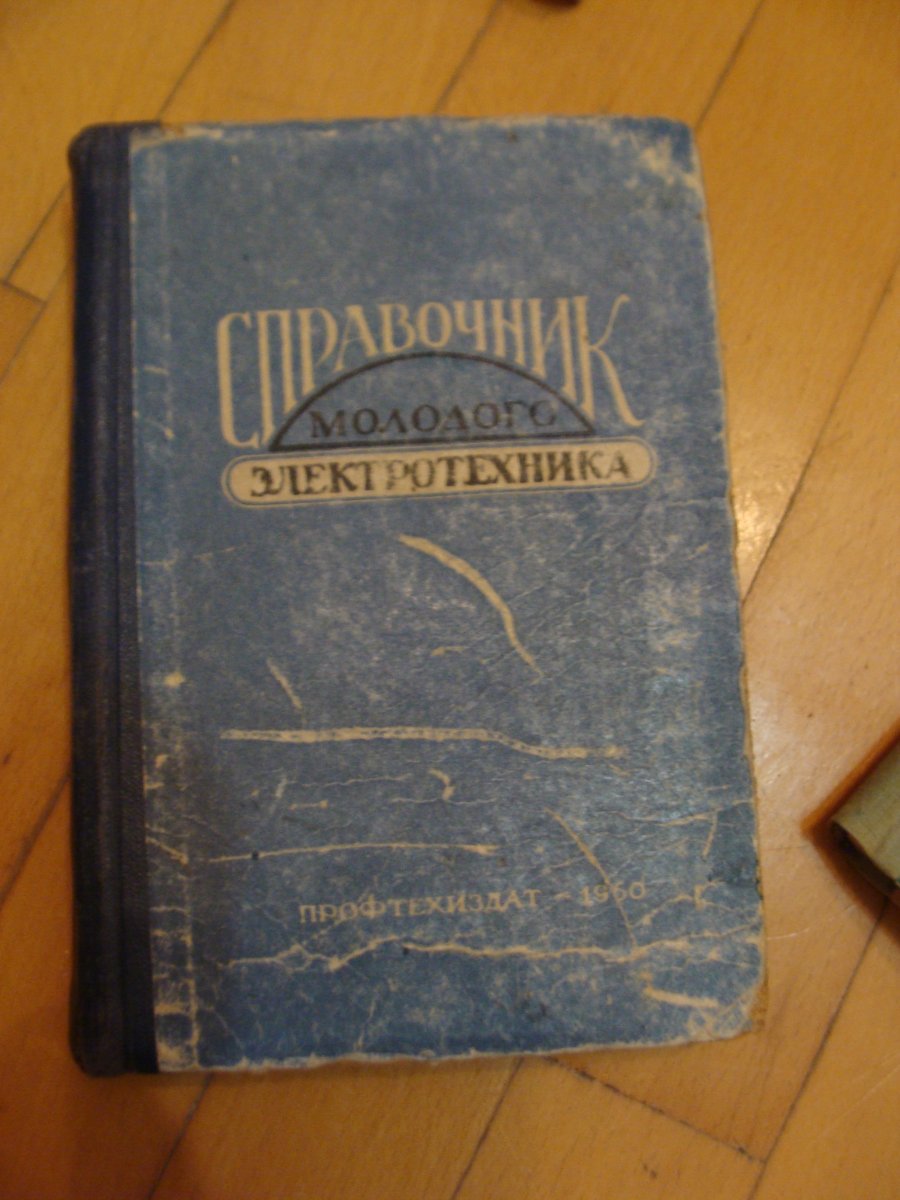 СПРАВОЧНИК
МОЛОДОГО
ЭЛЕКТРОТЕХНИКА
ПРОФТЕХИЗДАТ - 1960